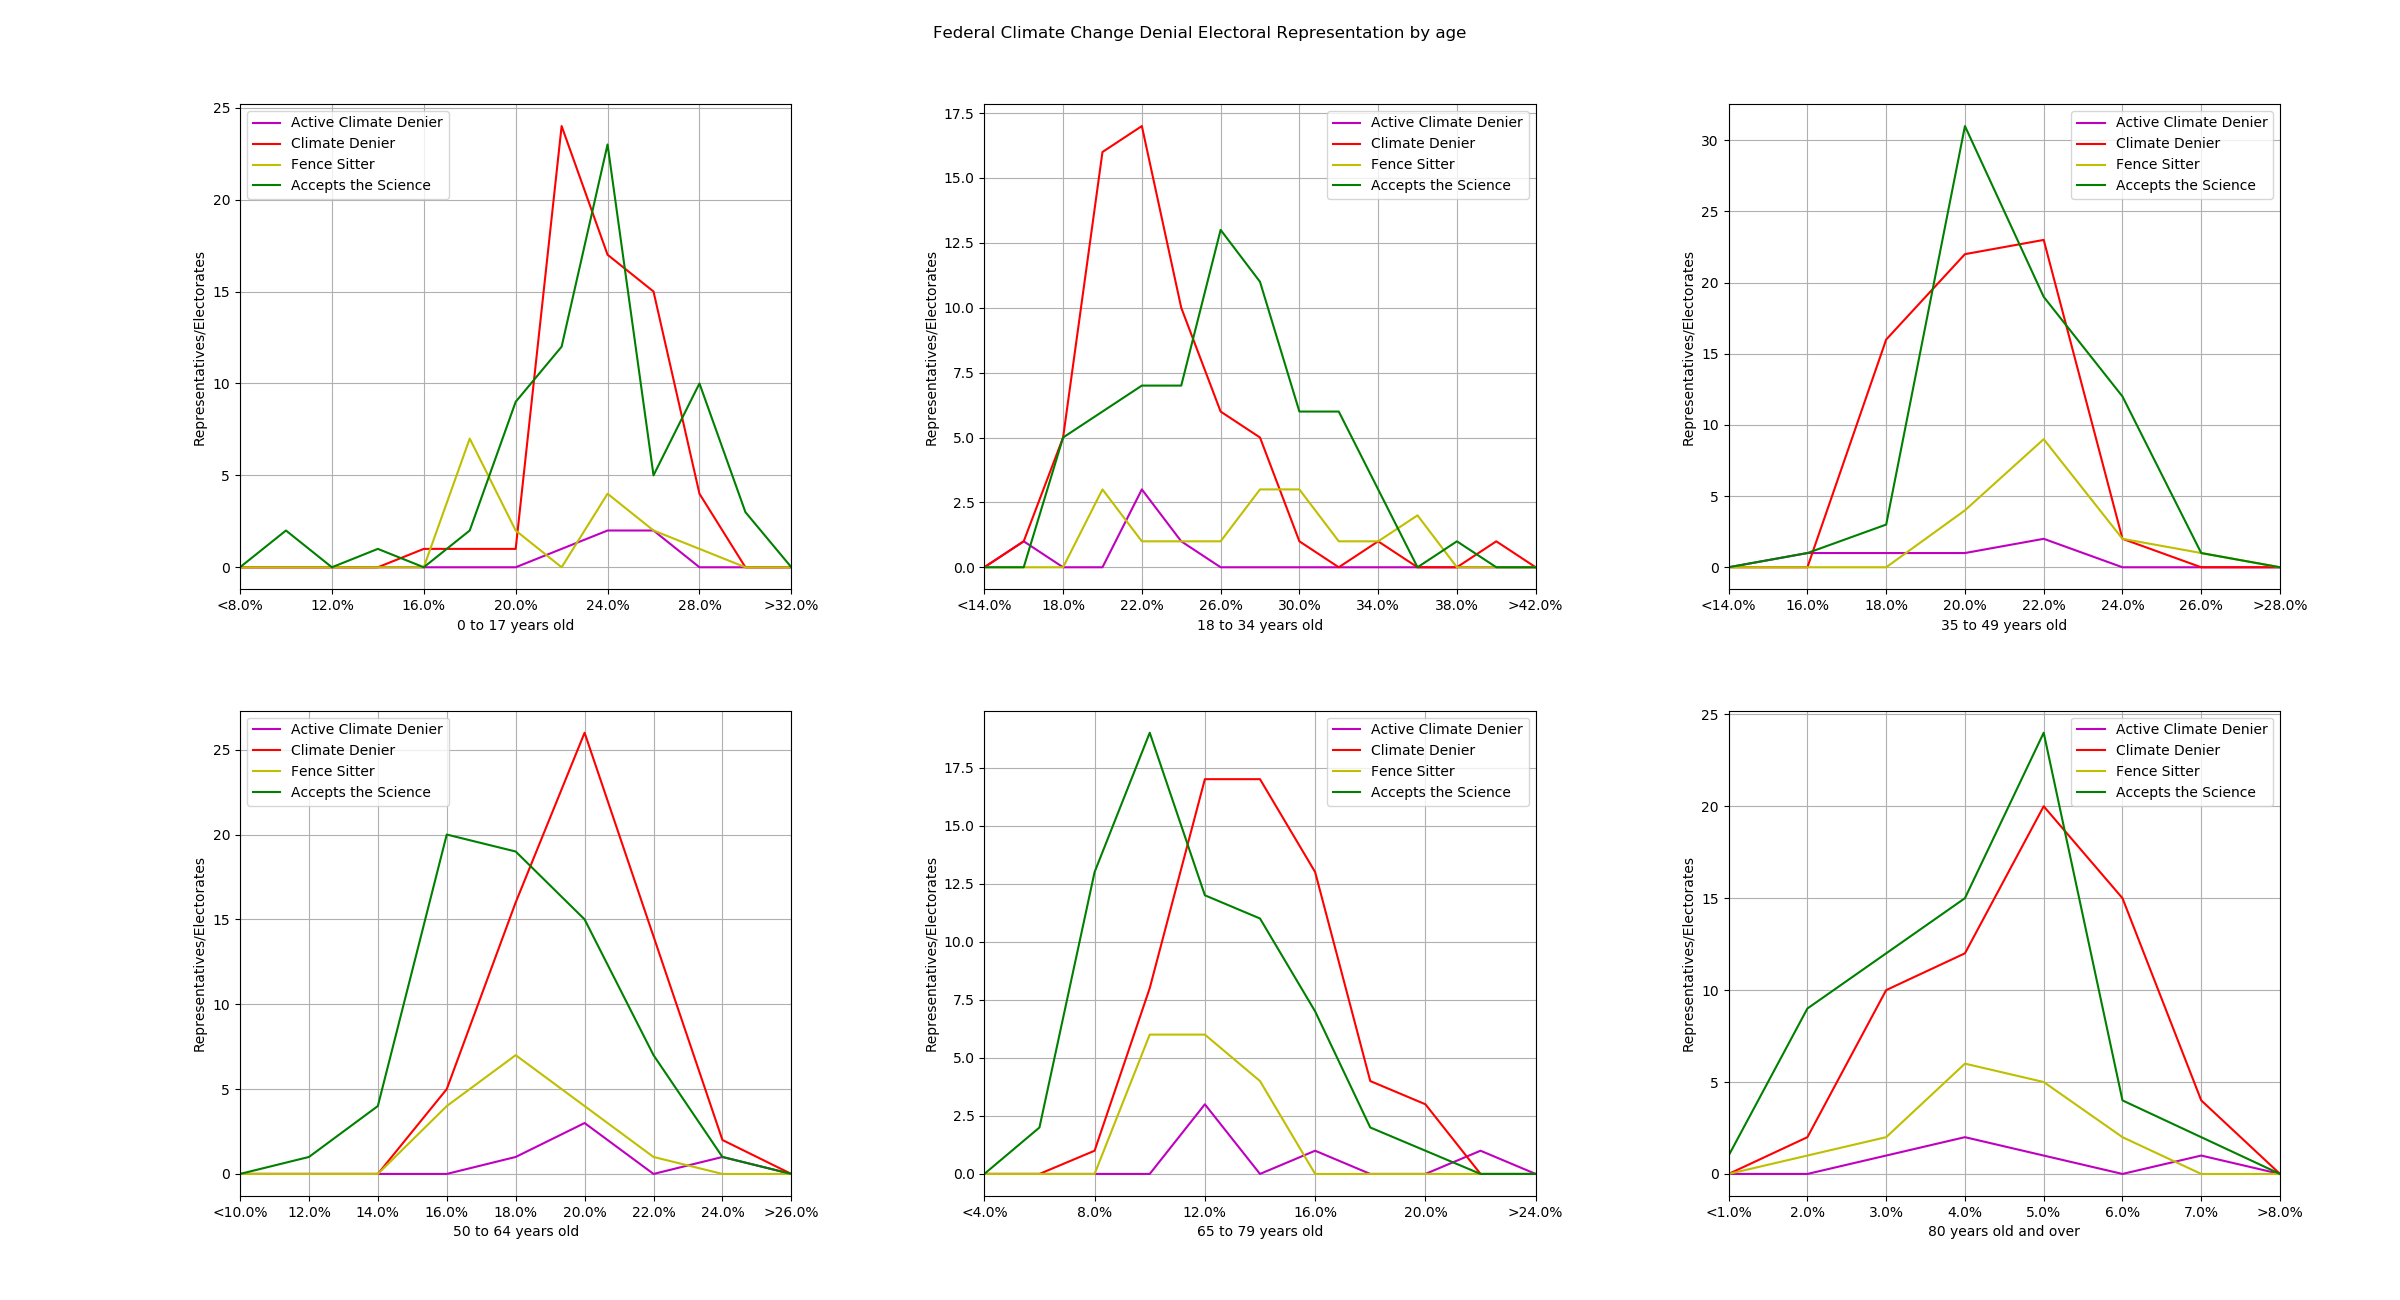 Federal Climate Change Denial Electoral Representation by age
Active Climate Denier
Climate Denier
Fence Sitter
Accepts the Science
Representatives/Electorates
25
20
15
10
5
0
<8.0% 12.0% 16.0% 20.0% 24.0% 28.0% >32.0%
0 to 17 years old
Active Climate Denier
Climate Denier
Fence Sitter
Accepts the Science
Representatives/Electorates
17.5
15.0
12.5
10.0
7.5
5.0
2.5
0.0
<14.0% 18.0% 22.0% 26.0% 30.0% 34.0% 38.0% >42.0%
18 to 34 years old
Active Climate Denier
Climate Denier
Fence Sitter
Accepts the Science
Representatives/Electorates
30
25
20
15
10
5
0
<14.0% 16.0% 18.0% 20.0% 22.0% 24.0% 26.0% >28.0%
35 to 49 years old
Active Climate Denier
Climate Denier
Fence Sitter
Accepts the Science
Representatives/Electorates
25
20
15
10
5
0
<10.0% 12.0% 14.0% 16.0% 18.0% 20.0% 22.0% 24.0% >26.0%
50 to 64 years old
Active Climate Denier
Climate Denier
Fence Sitter
Accepts the Science
Representatives/Electorates
17.5
15.0
12.5
10.0
7.5
5.0
2.5
0.0
<4.0% 8.0% 12.0% 16.0% 20.0% >24.0%
65 to 79 years old
Active Climate Denier
Climate Denier
Fence Sitter
Accepts the Science
Representatives/Electorates
25
20
15
10
5
0
<1.0% 2.0% 3.0% 4.0% 5.0% 6.0% 7.0% >8.0%
80 years old and over